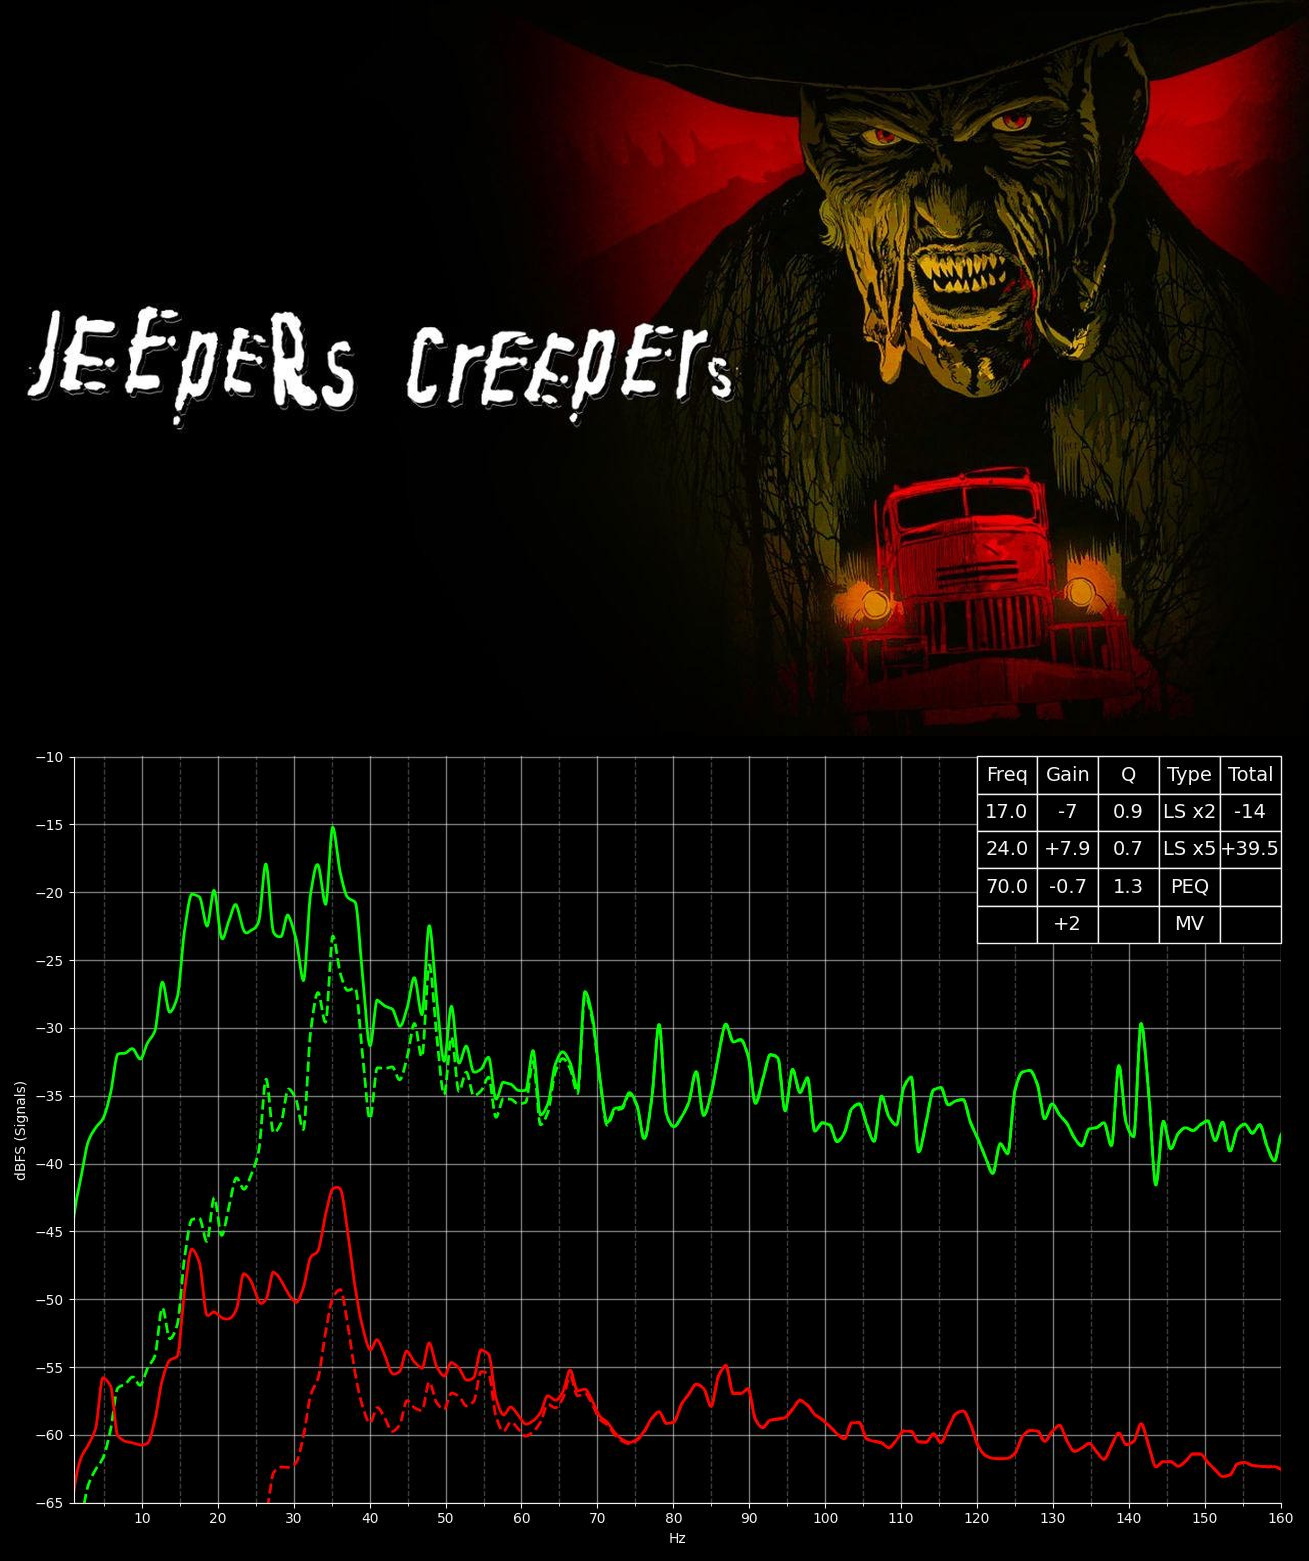 JEEPERS CREEPERS
Freq Gain Q Type Total
17.0 -7 0.9 LS x2 -14
24.0 +7.9 0.7 LS x5 +39.5
70.0 -0.7 1.3 PEQ
+2 MV
−10
−15
−20
−25
−30
−35
−40
−45
−50
−55
−60
−65
dBFS (Signals)
10 20 30 40 50 60 70 80 90 100 110 120 130 140 150 160
Hz